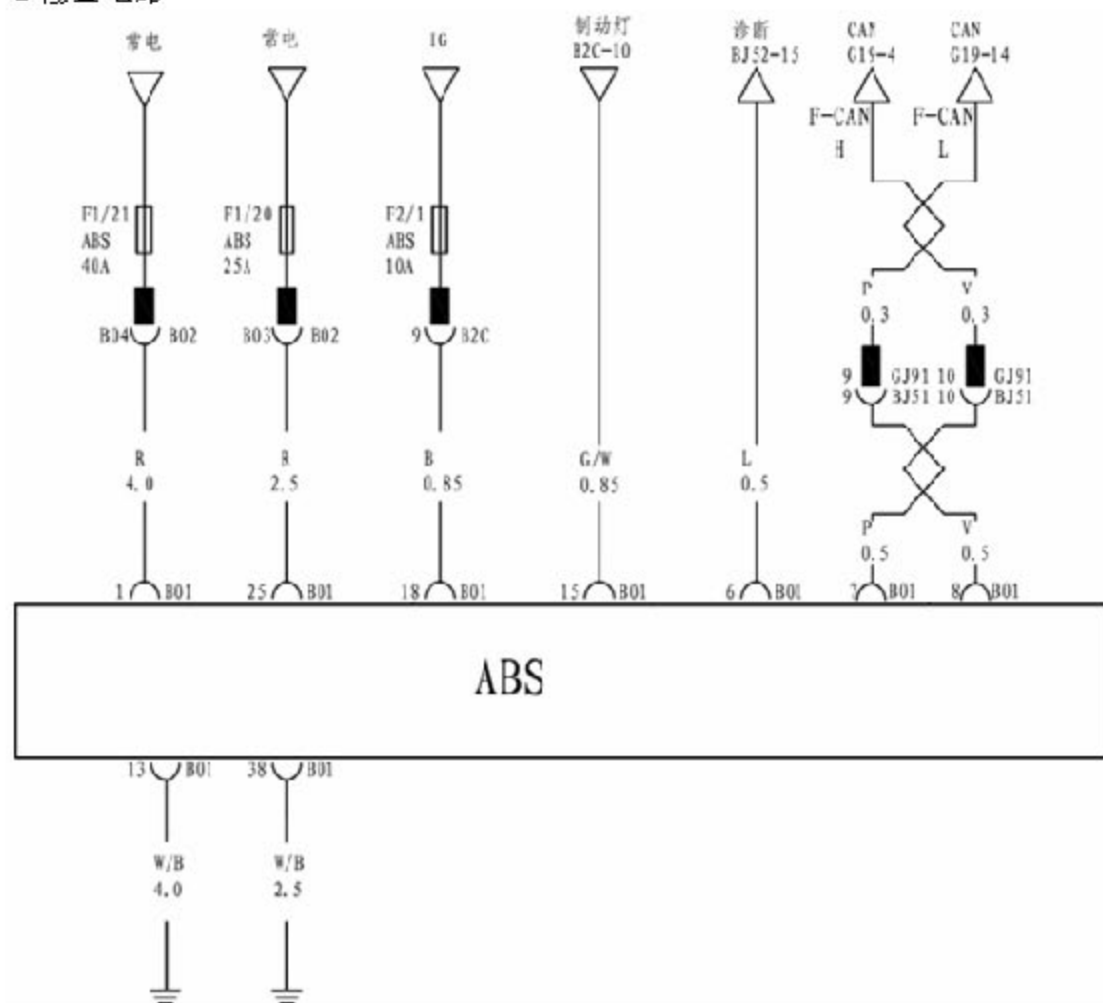 常电
常电
IG
制动灯
B2C-10
诊断
BJ52-15
CAN
G19-4
CAN
G19-14
F-CAN
H
F-CAN
L
F1/21
ABS
40A
F1/20
ABS
25A
F2/1
ABS
10A
B04 B02
B03 B02
9 B2C
P
0.3
V
0.3
9 GJ91
9 BJ51
10 GJ91
10 BJ51
R
4.0
R
2.5
B
0.85
G/W
0.85
L
0.5
P
0.5
V
0.5
1 B01
25 B01
18 B01
15 B01
6 B01
7 B01
8 B01
ABS
13 B01
38 B01
W/B
4.0
W/B
2.5